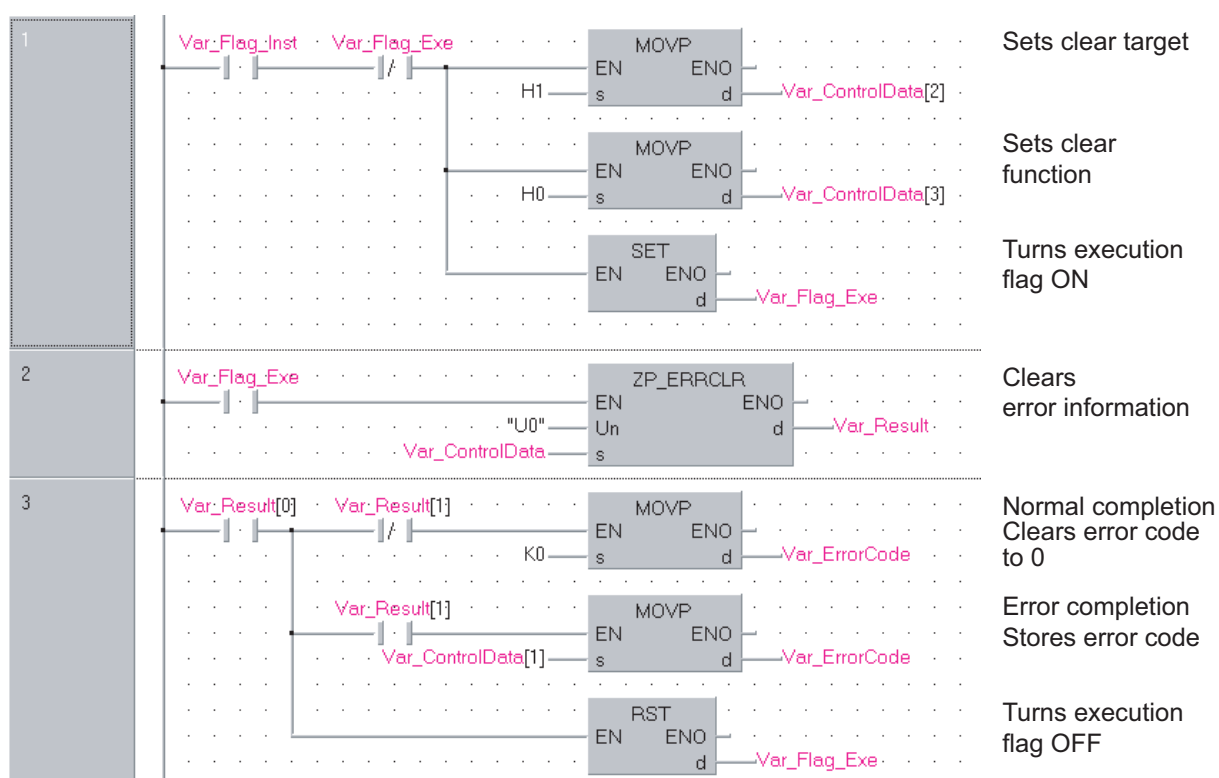 1
Var_Flag_Inst Var_Flag_Exe MOVP Sets clear target
EN ENO
H1 s d Var_ControlData[2]
MOVP Sets clear
EN ENO function
H0 s d Var_ControlData[3]
SET Turns execution
EN ENO flag ON
d Var_Flag_Exe
2
Var_Flag_Exe ZP_ERRCLR Clears
EN ENO error information
"U0" Un d Var_Result
Var_ControlData s
3
Var_Result[0] Var_Result[1] MOVP Normal completion
EN ENO Clears error code
K0 s d Var_ErrorCode to 0
Var_Result[1] MOVP Error completion
EN ENO Stores error code
Var_ControlData[1] s d Var_ErrorCode
RST Turns execution
EN ENO flag OFF
d Var_Flag_Exe